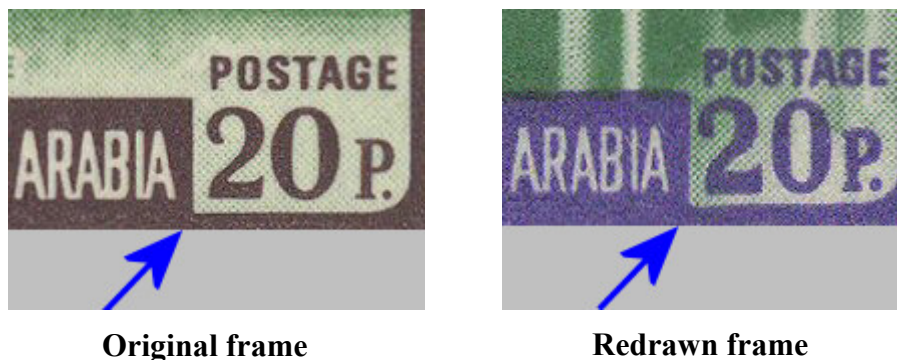 POSTAGE
20 P.
ARABIA
POSTAGE
20 P.
ARABIA
Original frame
Redrawn frame